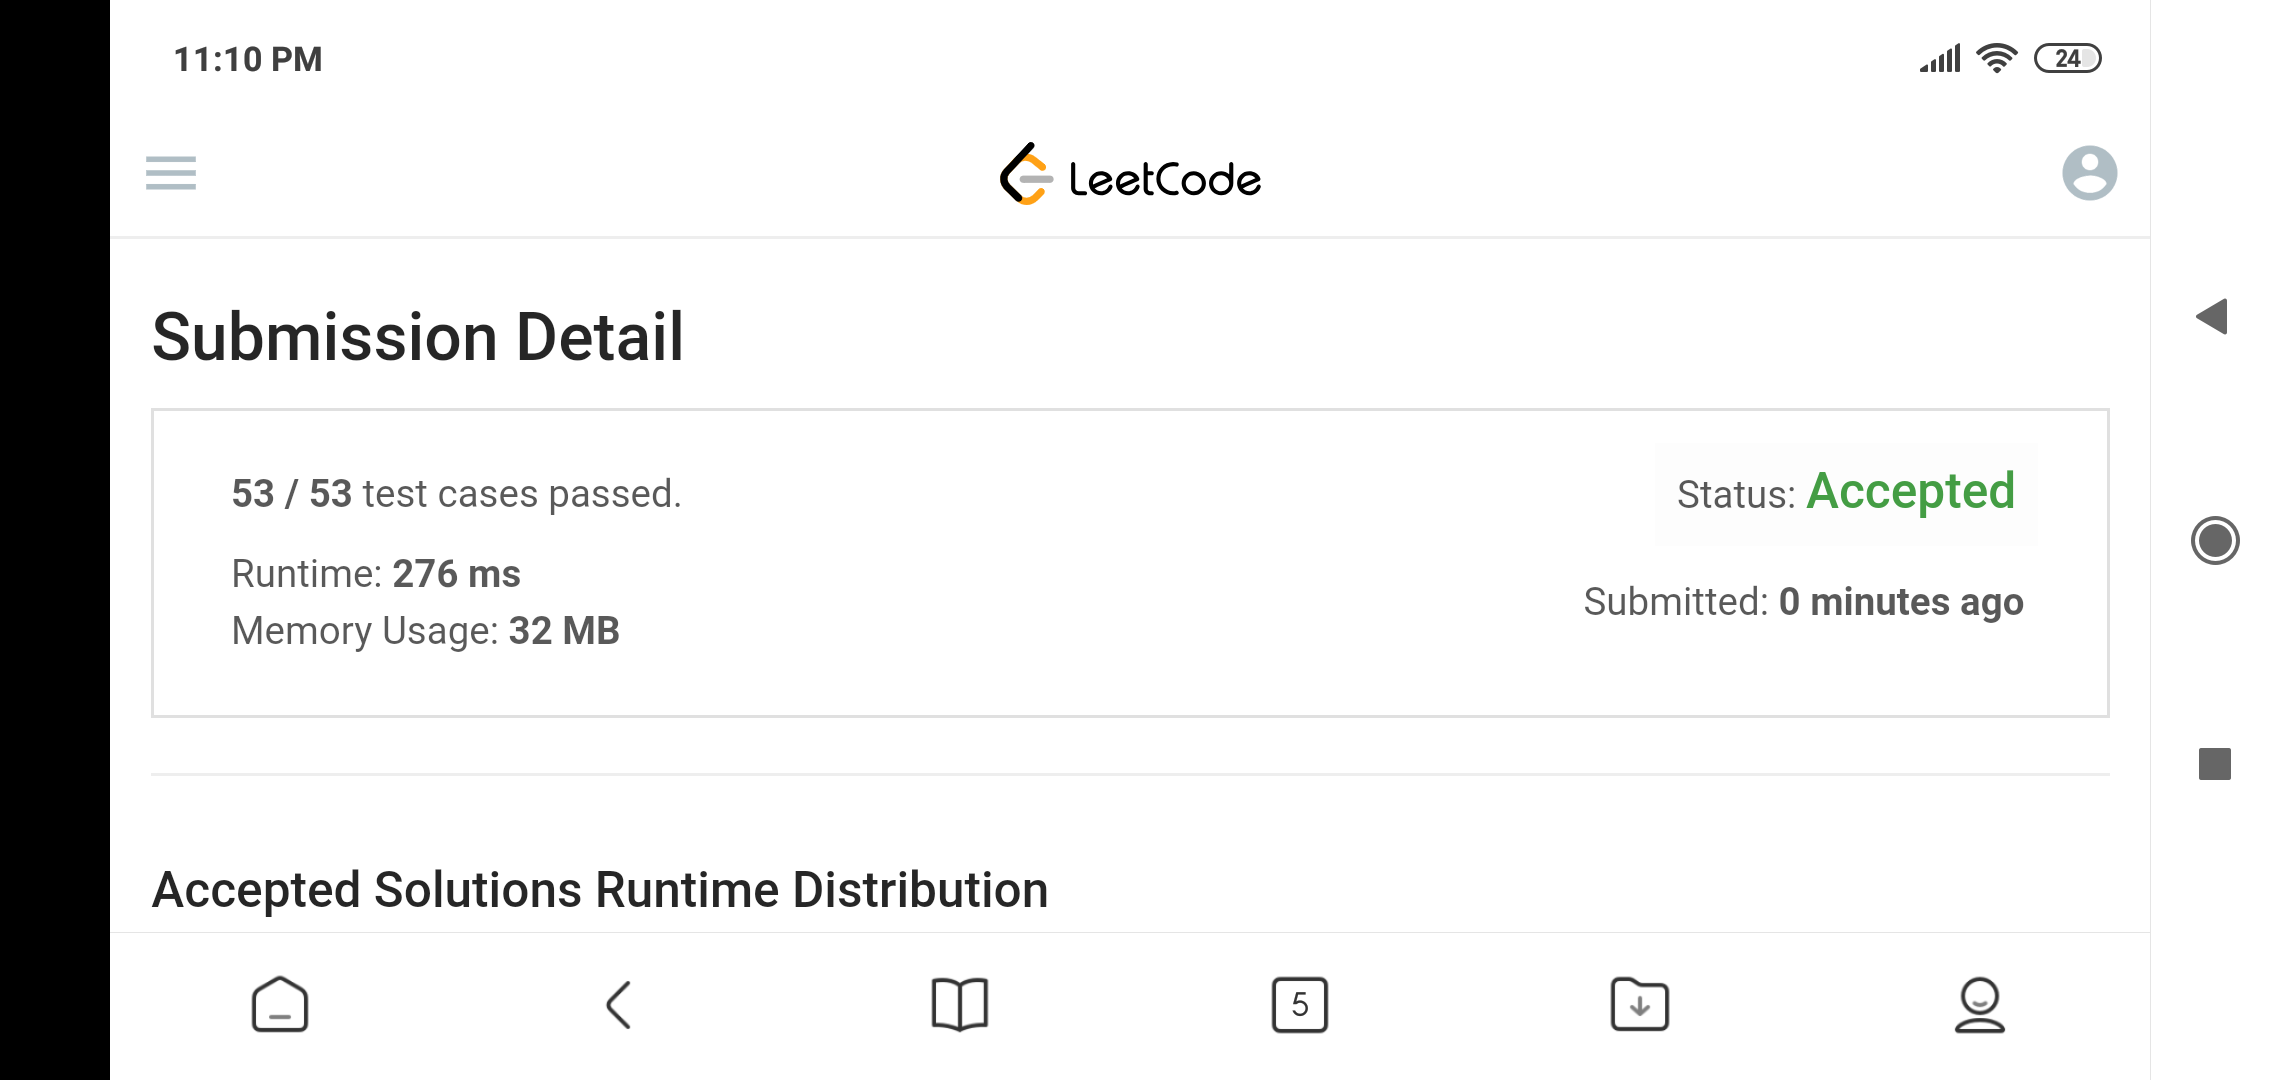 11:10 PM
24
LeetCode
Submission Detail
53 / 53 test cases passed.
Status: Accepted
Runtime: 276 ms
Submitted: 0 minutes ago
Memory Usage: 32 MB
Accepted Solutions Runtime Distribution
5